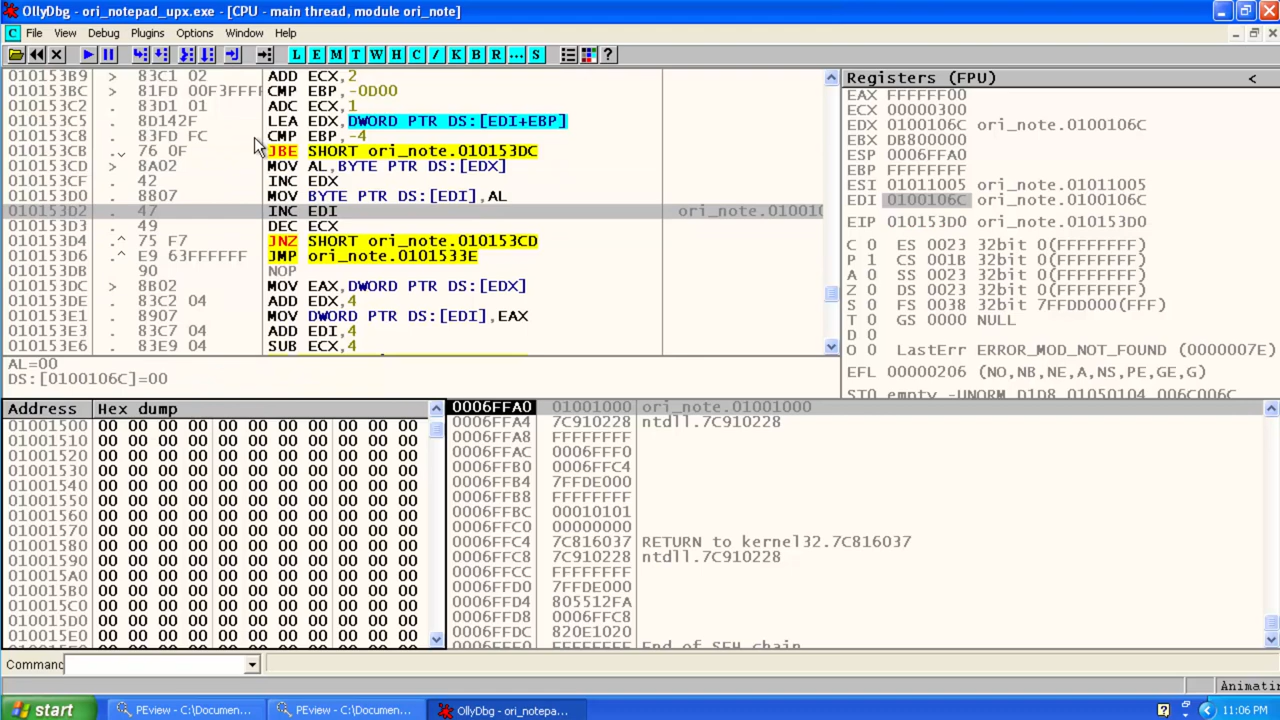 OllyDbg - ori_notepad_upx.exe - [CPU - main thread, module ori_note]
C File View Debug Plugins Options Window Help
L E M T W H C / K B R ... S ?
010153B9 > 83C1 02 ADD ECX,2
010153BC > 81FD 00F3FFFF CMP EBP,-0D00
010153C2 . 83D1 01 ADC ECX,1
010153C5 . 8D142F LEA EDX,DWORD PTR DS:[EDI+EBP]
010153C8 . 83FD FC CMP EBP,-4
010153CB .v 76 0F JBE SHORT ori_note.010153DC
010153CD > 8A02 MOV AL,BYTE PTR DS:[EDX]
010153CF . 42 INC EDX
010153D0 . 8807 MOV BYTE PTR DS:[EDI],AL
010153D2 . 47 INC EDI ori_note.01001(
010153D3 . 49 DEC ECX
010153D4 .^ 75 F7 JNZ SHORT ori_note.010153CD
010153D6 .^ E9 63FFFFFF JMP ori_note.0101533E
90 NOP
010153DC > 8B02 MOV EAX,DWORD PTR DS:[EDX]
010153DE . 83C2 04 ADD EDX,4
010153E1 . 8907 MOV DWORD PTR DS:[EDI],EAX
010153E3 . 83C7 04 ADD EDI,4
010153E6 . 83E9 04 SUB ECX,4
AL=00
DS:[0100106C]=00
Registers (FPU) <
EAX FFFFFF00
ECX 00000300
EDX 0100106C ori_note.0100106C
EBX DB800000
ESP 0006FFA0
EBP FFFFFFFF
ESI 01011005 ori_note.01011005
EDI 0100106C ori_note.0100106C
EIP 010153D0 ori_note.010153D0
C 0 ES 0023 32bit 0(FFFFFFFF)
P 1 CS 001B 32bit 0(FFFFFFFF)
A 0 SS 0023 32bit 0(FFFFFFFF)
Z 0 DS 0023 32bit 0(FFFFFFFF)
S 0 FS 0038 32bit 7FFDD000(FFF)
T 0 GS 0000 NULL
D 0
O 0 LastErr ERROR_MOD_NOT_FOUND (0000007E)
EFL 00000206 (NO,NB,NE,A,NS,PE,GE,G)
ST0 empty -UNORM D1D8 01050104 006C006C
Address Hex dump
01001500 00 00 00 00 00 00 00 00 00 00 00
01001510 00 00 00 00 00 00 00 00 00 00 00
01001520 00 00 00 00 00 00 00 00 00 00 00
01001530 00 00 00 00 00 00 00 00 00 00 00
01001540 00 00 00 00 00 00 00 00 00 00 00
01001550 00 00 00 00 00 00 00 00 00 00 00
01001560 00 00 00 00 00 00 00 00 00 00 00
01001570 00 00 00 00 00 00 00 00 00 00 00
01001580 00 00 00 00 00 00 00 00 00 00 00
01001590 00 00 00 00 00 00 00 00 00 00 00
010015A0 00 00 00 00 00 00 00 00 00 00 00
010015B0 00 00 00 00 00 00 00 00 00 00 00
010015C0 00 00 00 00 00 00 00 00 00 00 00
010015D0 00 00 00 00 00 00 00 00 00 00 00
010015E0 00 00 00 00 00 00 00 00 00 00 00
0006FFA0 01001000 ori_note.01001000
0006FFA4 7C910228 ntdll.7C910228
0006FFA8 FFFFFFFF
0006FFAC 0006FFF0
0006FFB0 0006FFC4
0006FFB4 7FFDE000
0006FFB8 FFFFFFFF
0006FFBC 00010101
0006FFC0 00000000
0006FFC4 7C816037 RETURN to kernel32.7C816037
0006FFC8 7C910228 ntdll.7C910228
0006FFCC FFFFFFFF
0006FFD0 7FFDE000
0006FFD4 805512FA
0006FFD8 0006FFC8
0006FFDC 820E1020
0006FFE0 FFFFFFFF End of SEH chain
Command
Animatin
start PEview - C:\Documen... PEview - C:\Documen... OllyDbg - ori_notepa... 11:06 PM